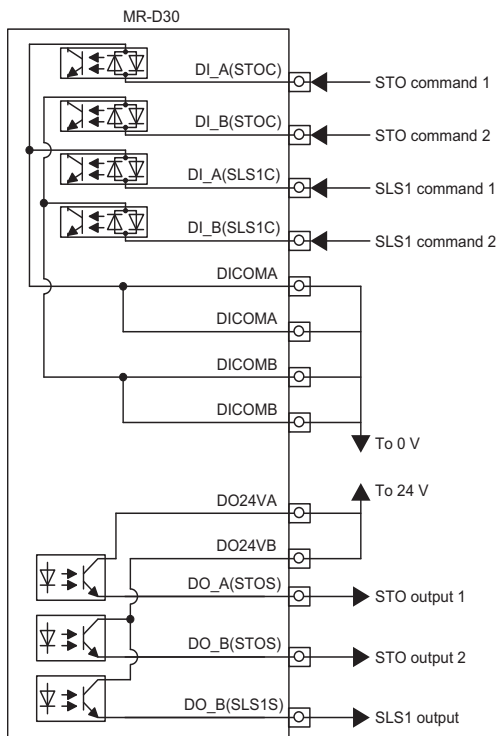 MR-D30
DI_A(STOC)
STO command 1
DI_B(STOC)
STO command 2
DI_A(SLS1C)
SLS1 command 1
DI_B(SLS1C)
SLS1 command 2
DICOMA
DICOMA
DICOMB
DICOMB
To 0 V
To 24 V
DO24VA
DO24VB
DO_A(STOS)
STO output 1
DO_B(STOS)
STO output 2
DO_B(SLS1S)
SLS1 output